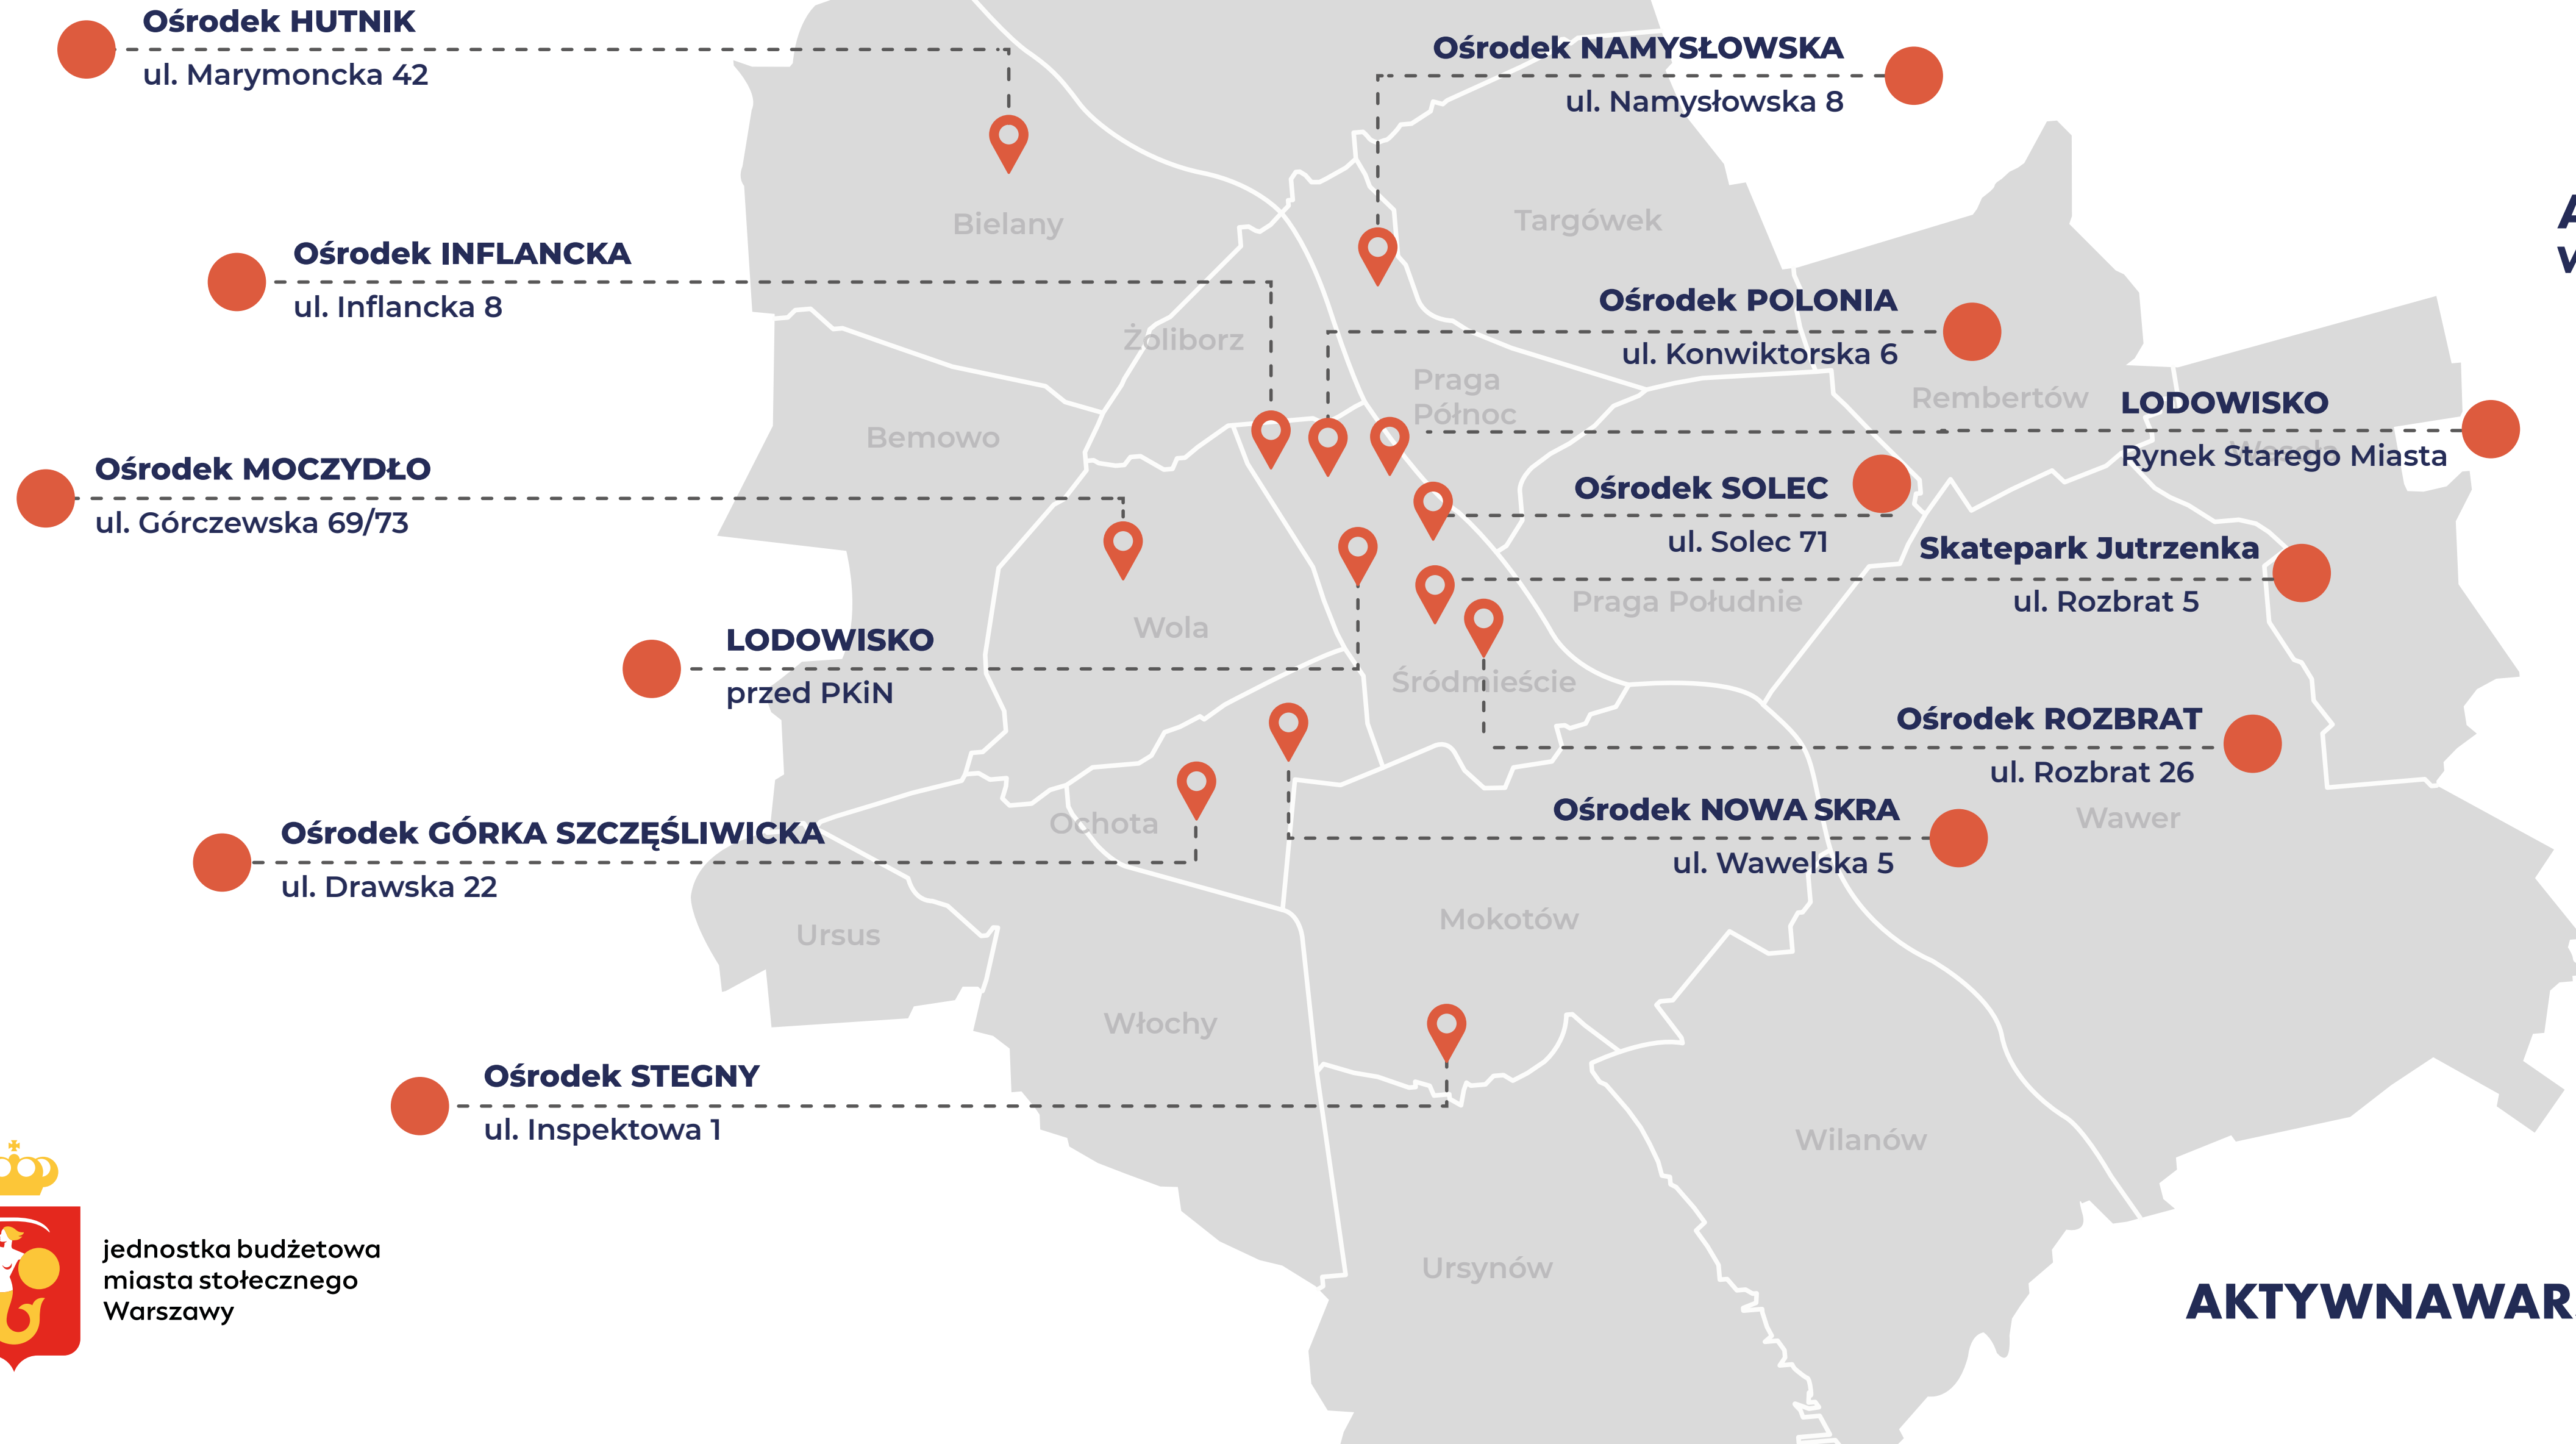 Ośrodek HUTNIK
ul. Marymoncka 42
Ośrodek NAMYSŁOWSKA
ul. Namysłowska 8
Bielany
Targówek
Ośrodek INFLANCKA
ul. Inflancka 8
Ośrodek POLONIA
ul. Konwiktorska 6
Żoliborz
Praga
Północ
Rembertów
LODOWISKO
Rynek Starego Miasta
Wesoła
Bemowo
Ośrodek MOCZYDŁO
ul. Górczewska 69/73
Ośrodek SOLEC
ul. Solec 71
Skatepark Jutrzenka
ul. Rozbrat 5
Praga Południe
Wola
LODOWISKO
przed PKiN
Śródmieście
Ośrodek ROZBRAT
ul. Rozbrat 26
Ośrodek NOWA SKRA
ul. Wawelska 5
Wawer
Ochota
Ośrodek GÓRKA SZCZĘŚLIWICKA
ul. Drawska 22
Ursus
Mokotów
Włochy
Ośrodek STEGNY
ul. Inspektowa 1
Wilanów
Ursynów
jednostka budżetowa
miasta stołecznego
Warszawy
AKTYWNAWAR